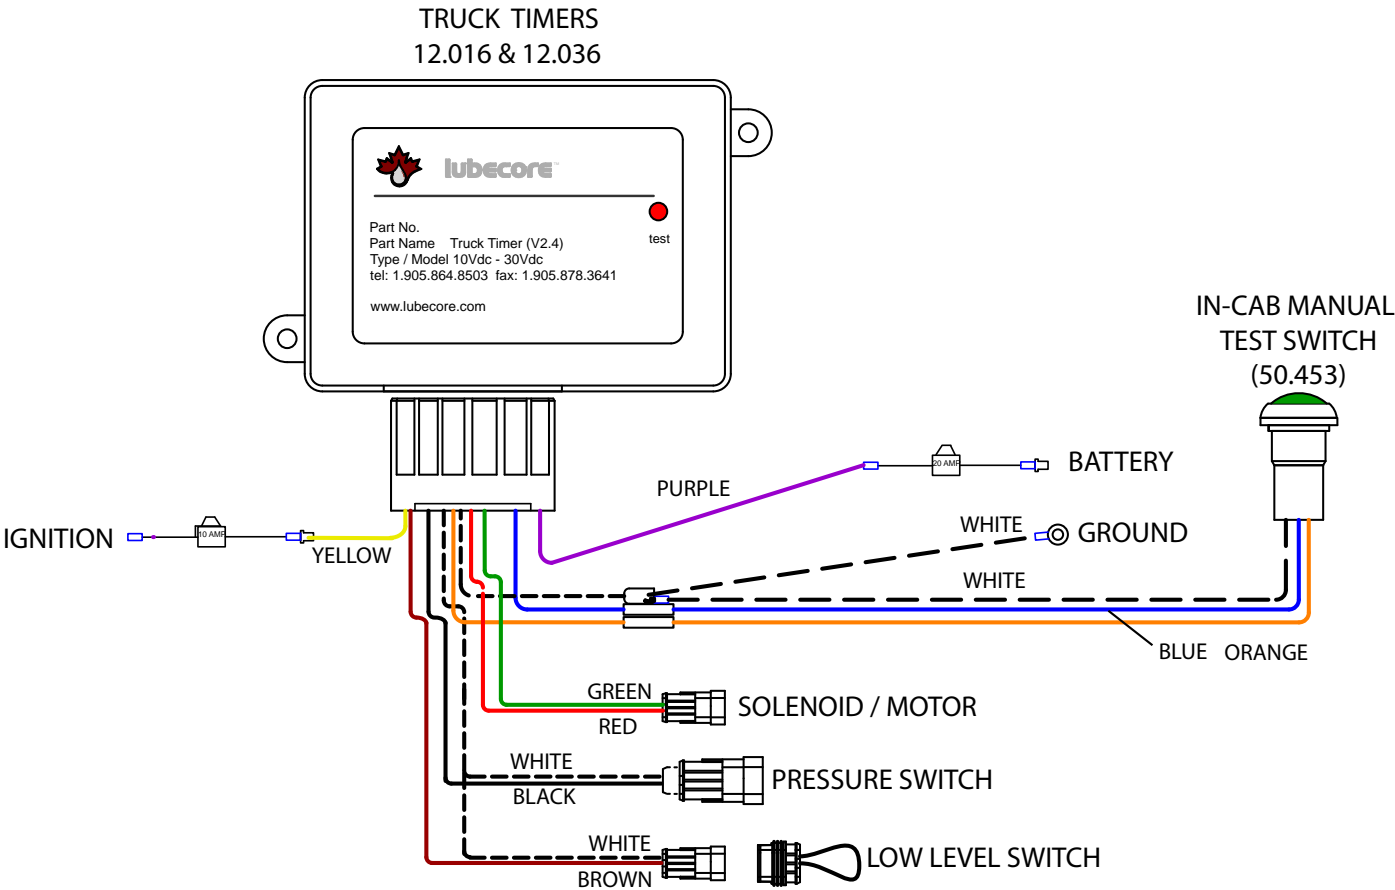 TRUCK TIMERS
12.016 & 12.036
lubecore™
Part No.
Part Name Truck Timer (V2.4)
Type / Model 10Vdc - 30Vdc
tel: 1.905.864.8503 fax: 1.905.878.3641
www.lubecore.com
test
IN-CAB MANUAL
TEST SWITCH
(50.453)
BATTERY
20 AMP
PURPLE
IGNITION
10 AMP
YELLOW
WHITE
GROUND
WHITE
BLUE ORANGE
GREEN
RED
SOLENOID / MOTOR
WHITE
BLACK
PRESSURE SWITCH
WHITE
BROWN
LOW LEVEL SWITCH